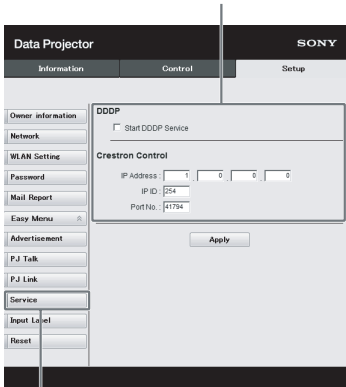 Data Projector
SONY
Information
Control
Setup
Owner information
Network
WLAN Setting
Password
Mail Report
Easy Menu
Advertisement
PJ Talk
PJ Link
Service
Input Label
Reset
DDDP
Start DDDP Service
Crestron Control
IP Address : 1 . 0 . 0 . 0
IP ID : 254
Port No. : 41794
Apply